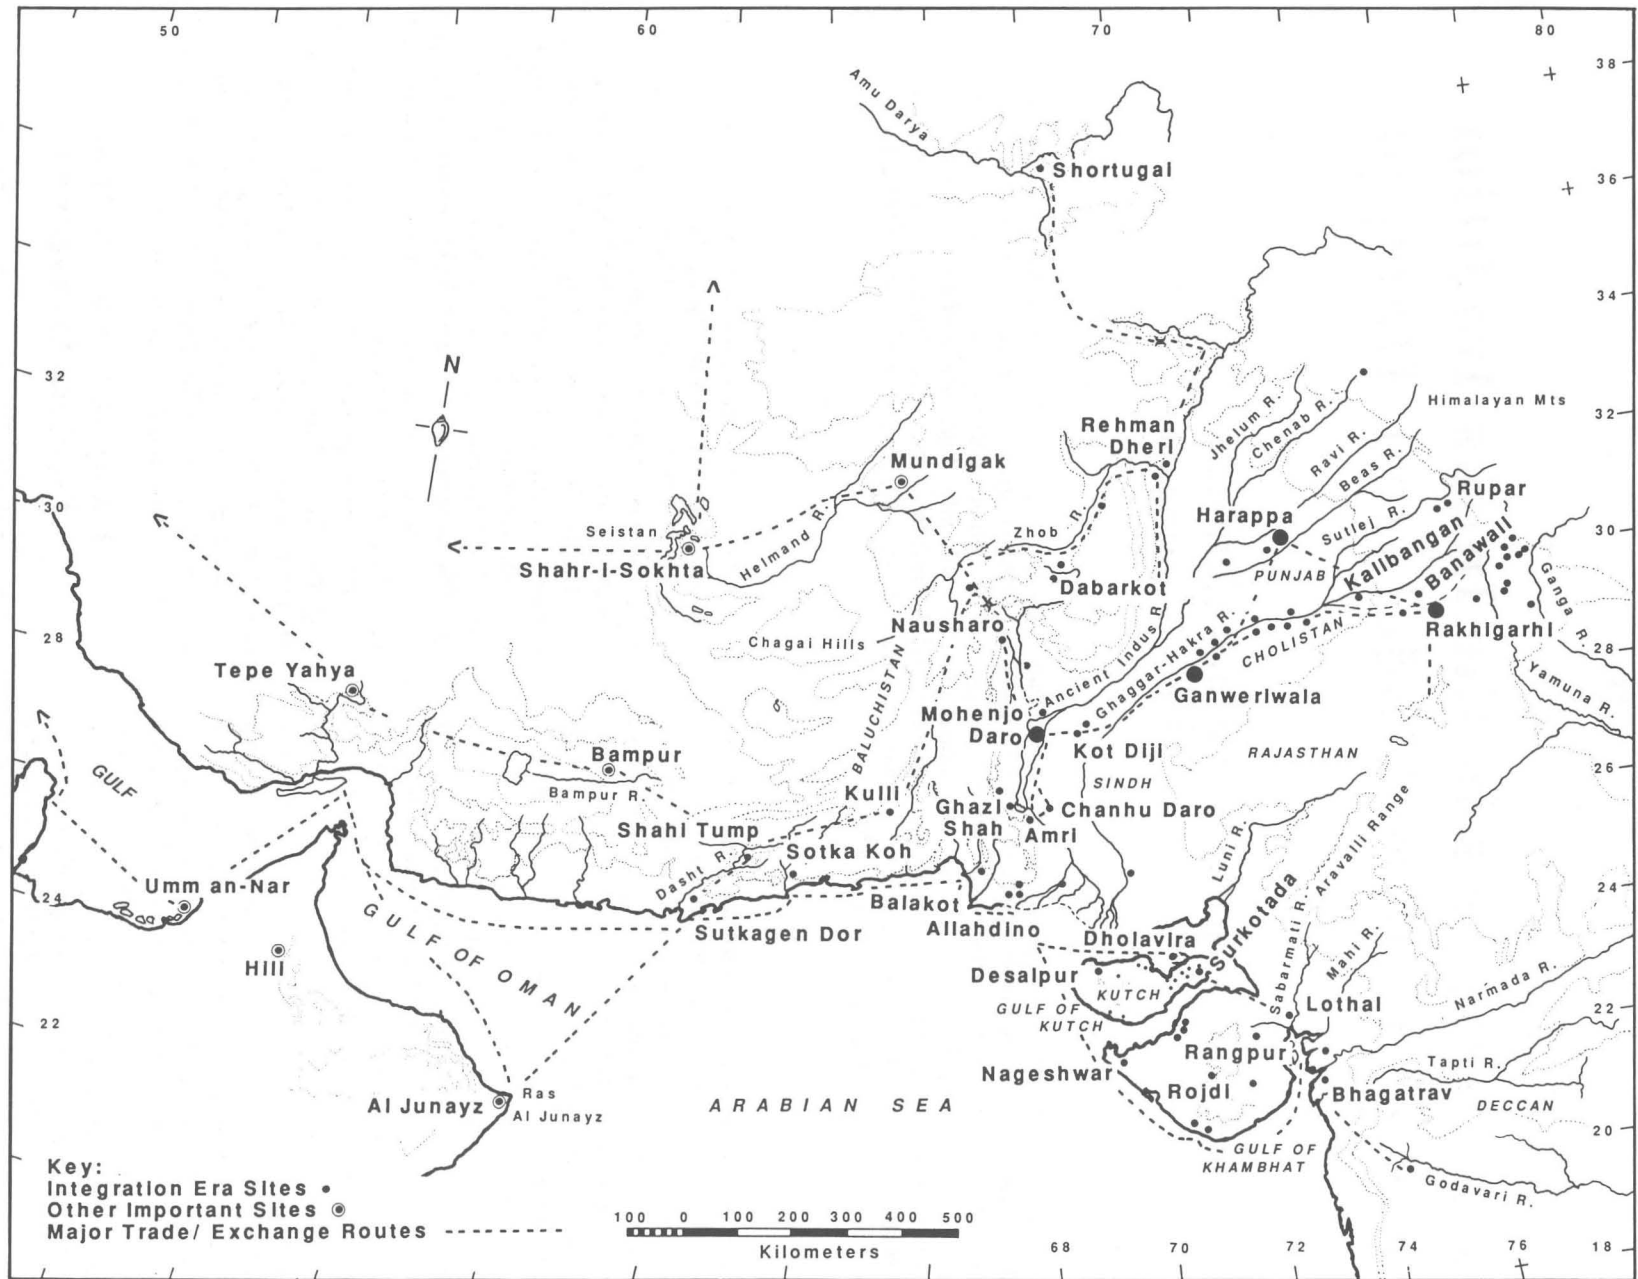 50 60 70 80
38
Amu Darya
Shortugai
36
34
N
32
Himalayan Mts
32
Rehman
Dheri
Jhelum R.
Chenab R.
Ravi R.
Beas R.
Mundigak
Rupar
30
Seistan
Helmand R.
Zhob R.
Harappa
Sutlej R.
Kalibangan
Banawali
30
Shahr-I-Sokhta
Dabarkot
PUNJAB
Ganga R.
28
Chagai Hills
Nausharo
Ancient Indus R.
Ghaggar-Hakra R.
CHOLISTAN
Rakhigarhi
28
Tepe Yahya
BALUCHISTAN
Ganweriwala
Yamuna R.
Mohenjo
Daro
Kot Diji
RAJASTHAN
26
GULF
Bampur
Bampur R.
SINDH
Kulli
Ghazi
Shah
Chanhu Daro
Amri
Shahi Tump
Sotka Koh
Dasht R.
Luni R.
Aravalli Range
24
Umm an-Nar
Balakot
24
GULF OF OMAN
Sutkagen Dor
Allahdino
Dholavira
Surkotada
Sabarmati R.
Mahi R.
Hili
Desalpur
KUTCH
Narmada R.
22
GULF OF
KUTCH
Lothal
22
Rangpur
Tapti R.
Nageshwar
Rojdi
Bhagatrav
DECCAN
Al Junayz
Ras
Al Junayz
ARABIAN SEA
20
GULF OF
KHAMBHAT
Godavari R.
Key:
Integration Era Sites
Other Important Sites
Major Trade/ Exchange Routes
100 0 100 200 300 400 500
Kilometers
68 70 72 74 76 18